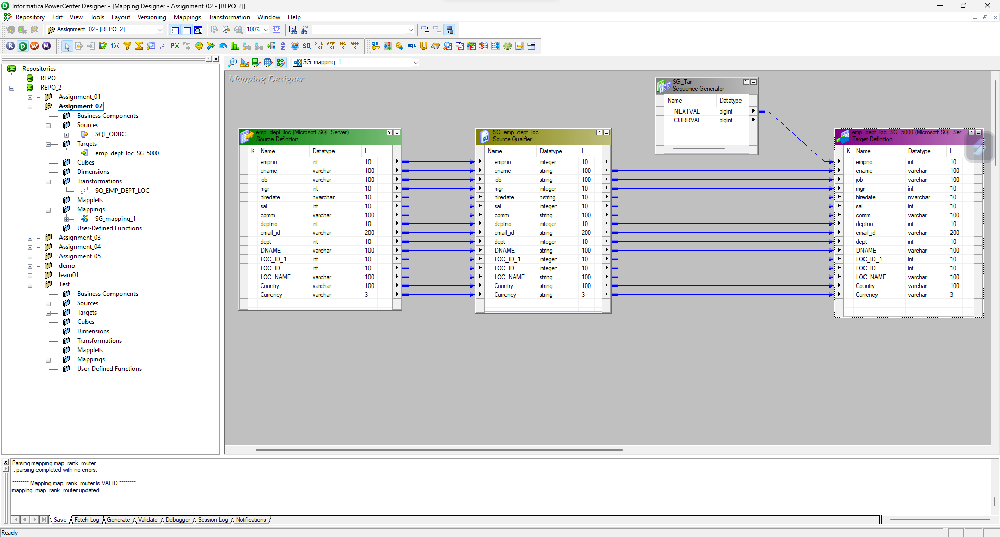 Informatica PowerCenter Designer - [Mapping Designer - Assignment_02 - [REPO_2]]
Repository Edit View Tools Layout Versioning Mappings Transformation Window Help
Assignment_02 - [REPO_2] 100%
R D W M f(x) P(x) SQ XML SQ APP SQ MQ SQ AMG SQ CDC SQL
SG_mapping_1
Repositories
REPO
REPO_2
Assignment_01
Assignment_02
Business Components
Sources
SQL_ODBC
Targets
emp_dept_loc_SG_5000
Cubes
Dimensions
Transformations
SQ_EMP_DEPT_LOC
Mapplets
Mappings
SG_mapping_1
User-Defined Functions
Assignment_03
Assignment_04
Assignment_05
demo
learn01
Test
Business Components
Sources
Targets
Cubes
Dimensions
Transformations
Mapplets
Mappings
User-Defined Functions
Mapping Designer
emp_dept_loc (Microsoft SQL Server)
Source Definition
K Name Datatype L...
empno int 10
ename varchar 100
job varchar 100
mgr int 10
hiredate nvarchar 10
sal int 10
comm varchar 100
deptno int 10
email_id varchar 200
dept int 10
DNAME varchar 100
LOC_ID_1 int 10
LOC_ID int 10
LOC_NAME varchar 100
Country varchar 100
Currency varchar 3
SQ_emp_dept_loc
Source Qualifier
Name Datatype L...
empno integer 10
ename string 100
job string 100
mgr integer 10
hiredate nstring 10
sal integer 10
comm string 100
deptno integer 10
email_id string 200
dept integer 10
DNAME string 100
LOC_ID_1 integer 10
LOC_ID integer 10
LOC_NAME string 100
Country string 100
Currency string 3
SG_Tar
Sequence Generator
Name Datatype
NEXTVAL bigint
CURRVAL bigint
emp_dept_loc_SG_5000 (Microsoft SQL Ser...
Target Definition
K Name Datatype L...
empno int 10
ename varchar 100
job varchar 100
mgr int 10
hiredate nvarchar 10
sal int 10
comm varchar 100
deptno int 10
email_id varchar 200
dept int 10
DNAME varchar 100
LOC_ID_1 int 10
LOC_ID int 10
LOC_NAME varchar 100
Country varchar 100
Currency varchar 3
Parsing mapping map_rank_router...
...parsing completed with no errors.
******** Mapping map_rank_router is VALID ********
mapping map_rank_router updated.
Save Fetch Log Generate Validate Debugger Session Log Notifications
Ready